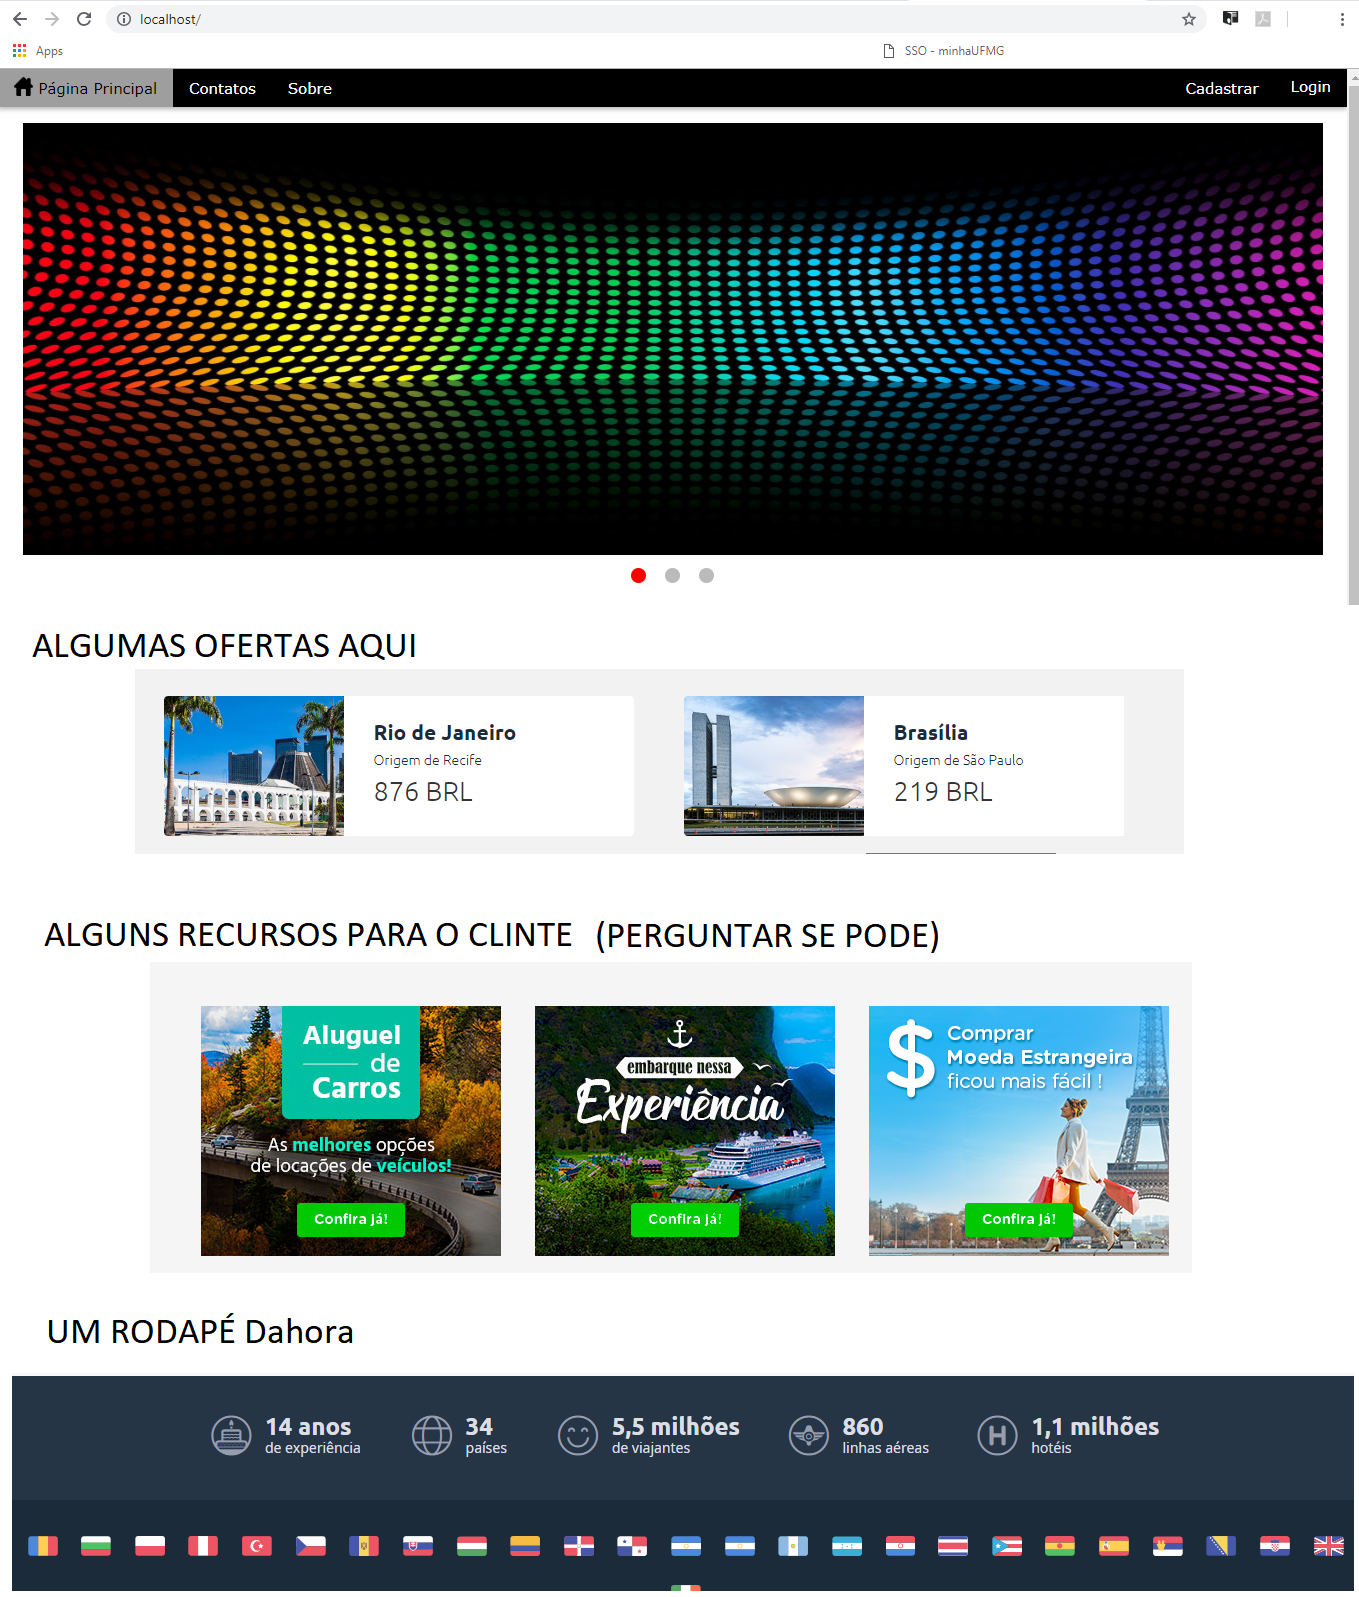 localhost/
Apps
SSO - minhaUFMG
Página Principal
Contatos
Sobre
Cadastrar
Login
ALGUMAS OFERTAS AQUI
Rio de Janeiro
Origem de Recife
876 BRL
Brasília
Origem de São Paulo
219 BRL
ALGUNS RECURSOS PARA O CLINTE (PERGUNTAR SE PODE)
Aluguel
de
Carros
As melhores opções
de locações de veículos!
Confira já!
embarque nessa
Experiência
Confira já!
$
Comprar
Moeda Estrangeira
ficou mais fácil !
Confira já!
UM RODAPÉ Dahora
14 anos
de experiência
34
países
5,5 milhões
de viajantes
860
linhas aéreas
H
1,1 milhões
hotéis